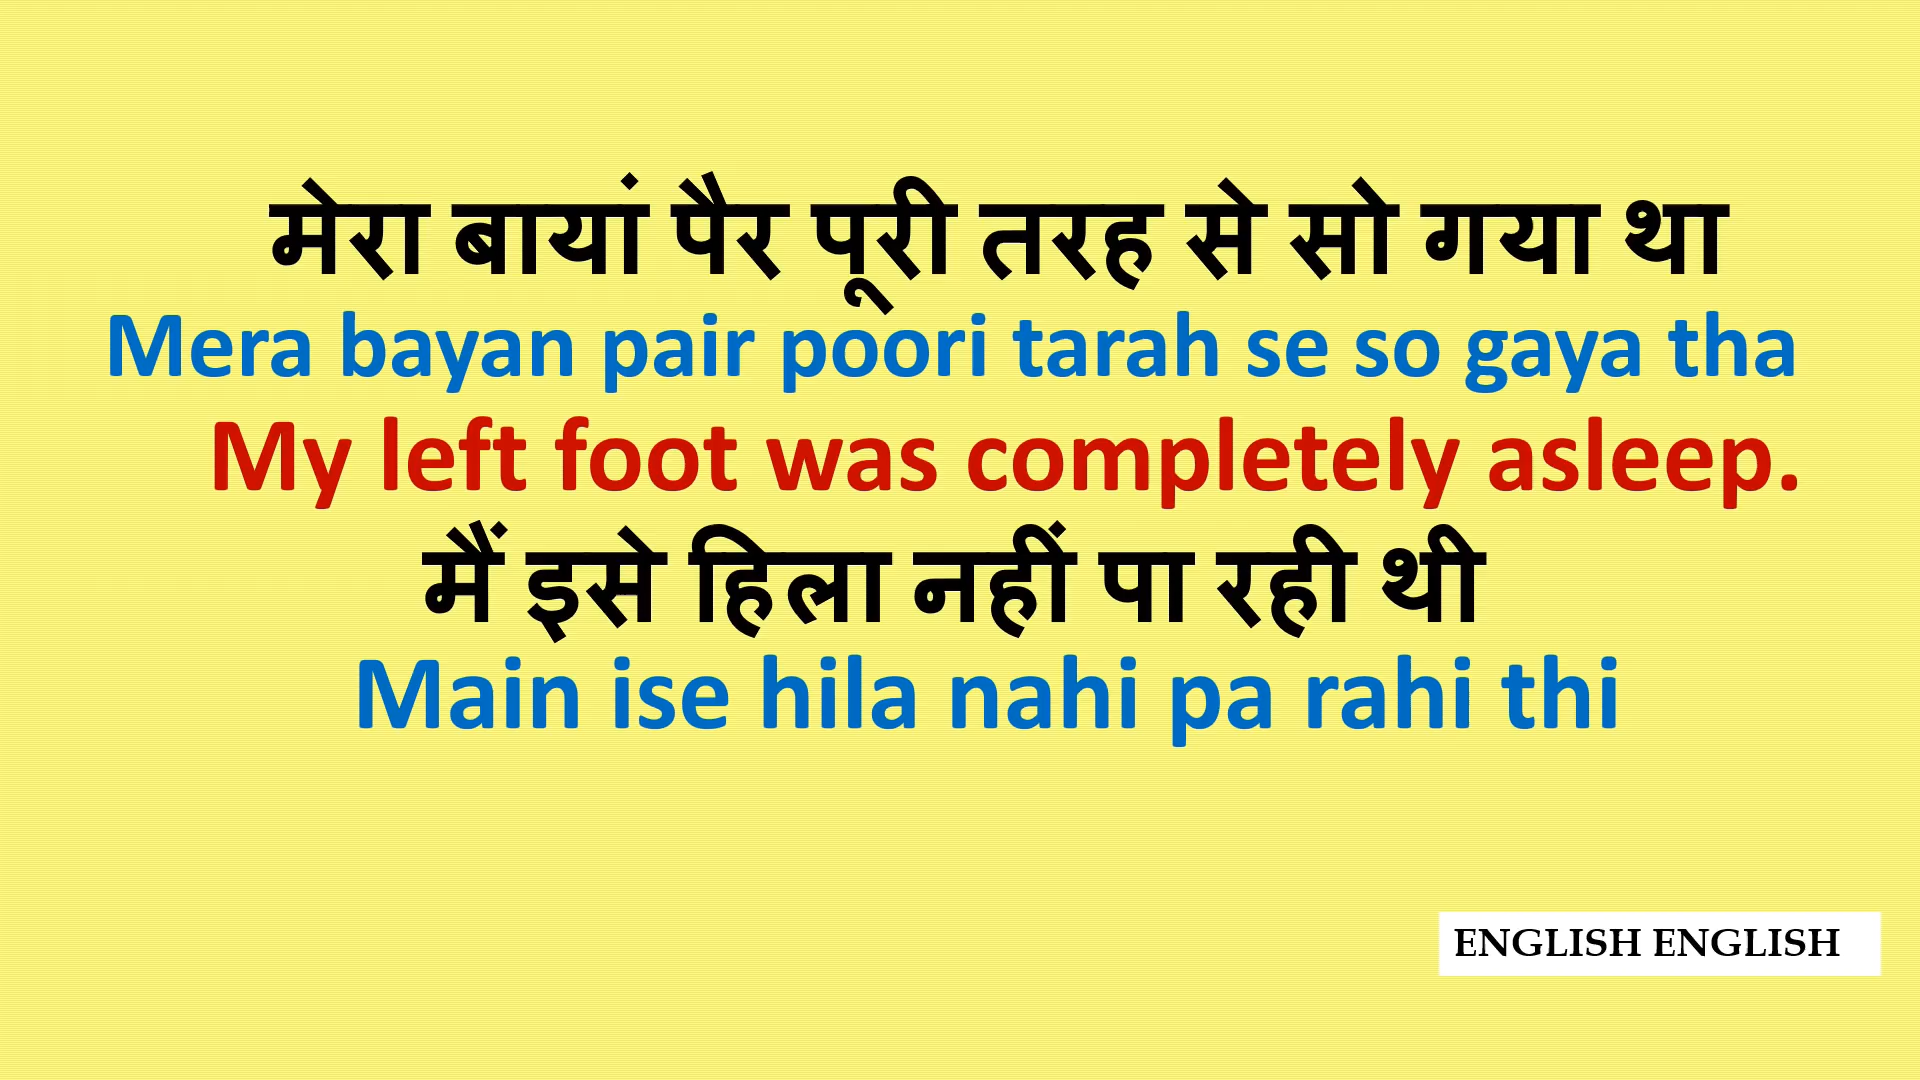 मेरा बायां पैर पूरी तरह से सो गया था
Mera bayan pair poori tarah se so gaya tha
My left foot was completely asleep.
मैं इसे हिला नहीं पा रही थी
Main ise hila nahi pa rahi thi
ENGLISH ENGLISH